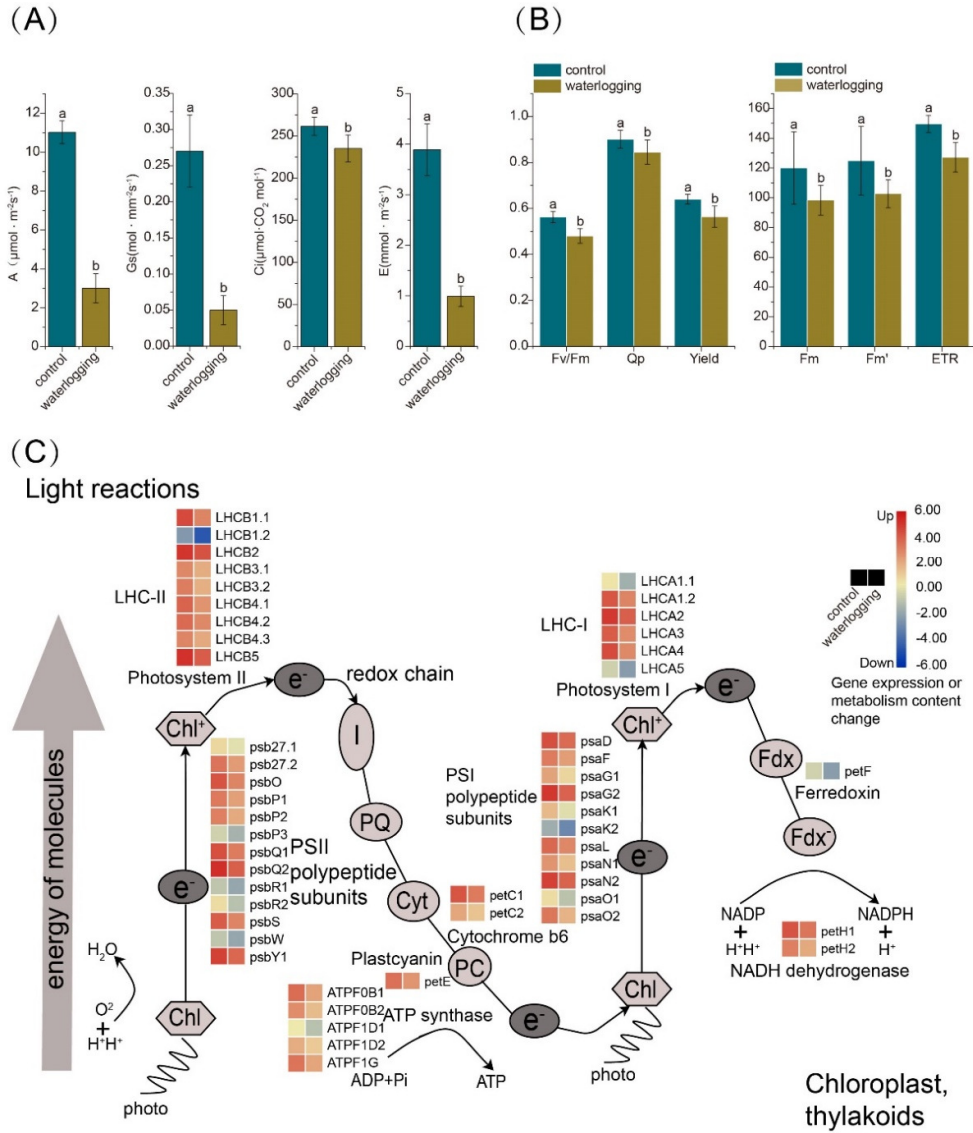 (A)
(B)
A (μmol · m⁻²s⁻¹)
11
9
7
5
3
1
0
a
b
control
waterlogging
Gs(mol · mm⁻²s⁻¹)
0.35
0.30
0.25
0.20
0.15
0.10
0.05
0.00
a
b
control
waterlogging
Ci(μmol·CO₂ mol⁻¹)
300
250
200
150
100
50
0
a
b
control
waterlogging
E(mmol · m⁻²s⁻¹)
5
4
3
2
1
0
a
b
control
waterlogging
control
waterlogging
1.0
0.8
0.6
0.4
0.2
0.0
a
b
a
b
a
b
Fv/Fm
Qp
Yield
control
waterlogging
160
140
120
100
80
60
40
20
0
a
b
a
b
a
b
Fm
Fm'
ETR
(C)
Light reactions
energy of molecules
LHC-II
LHCB1.1
LHCB1.2
LHCB2
LHCB3.1
LHCB3.2
LHCB4.1
LHCB4.2
LHCB4.3
LHCB5
Photosystem II
Chl⁺
e⁻
redox chain
I
PQ
Cyt
PC
e⁻
psb27.1
psb27.2
psbO
psbP1
psbP2
psbP3
psbQ1
psbQ2
psbR1
psbR2
psbS
psbW
psbY1
PSII
polypeptide
subunits
e⁻
H₂O
O²
+
H⁺H⁺
Chl
photo
petC1
petC2
Cytochrome b6
Plastcyanin
petE
ATPF0B1
ATPF0B2
ATPF1D1
ATPF1D2
ATPF1G
ATP synthase
ADP+Pi
ATP
LHC-I
LHCA1.1
LHCA1.2
LHCA2
LHCA3
LHCA4
LHCA5
Photosystem I
Chl⁺
e⁻
PSI
polypeptide
subunits
psaD
psaF
psaG1
psaG2
psaK1
psaK2
psaL
psaN1
psaN2
psaO1
psaO2
e⁻
Chl
photo
Fdx
petF
Ferredoxin
Fdx⁻
NADP
+
H⁺H⁺
NADPH
+
H⁺
petH1
petH2
NADH dehydrogenase
Up
6.00
4.00
2.00
0.00
-2.00
-4.00
-6.00
Down
control
waterlogging
Gene expression or
metabolism content
change
Chloroplast,
thylakoids